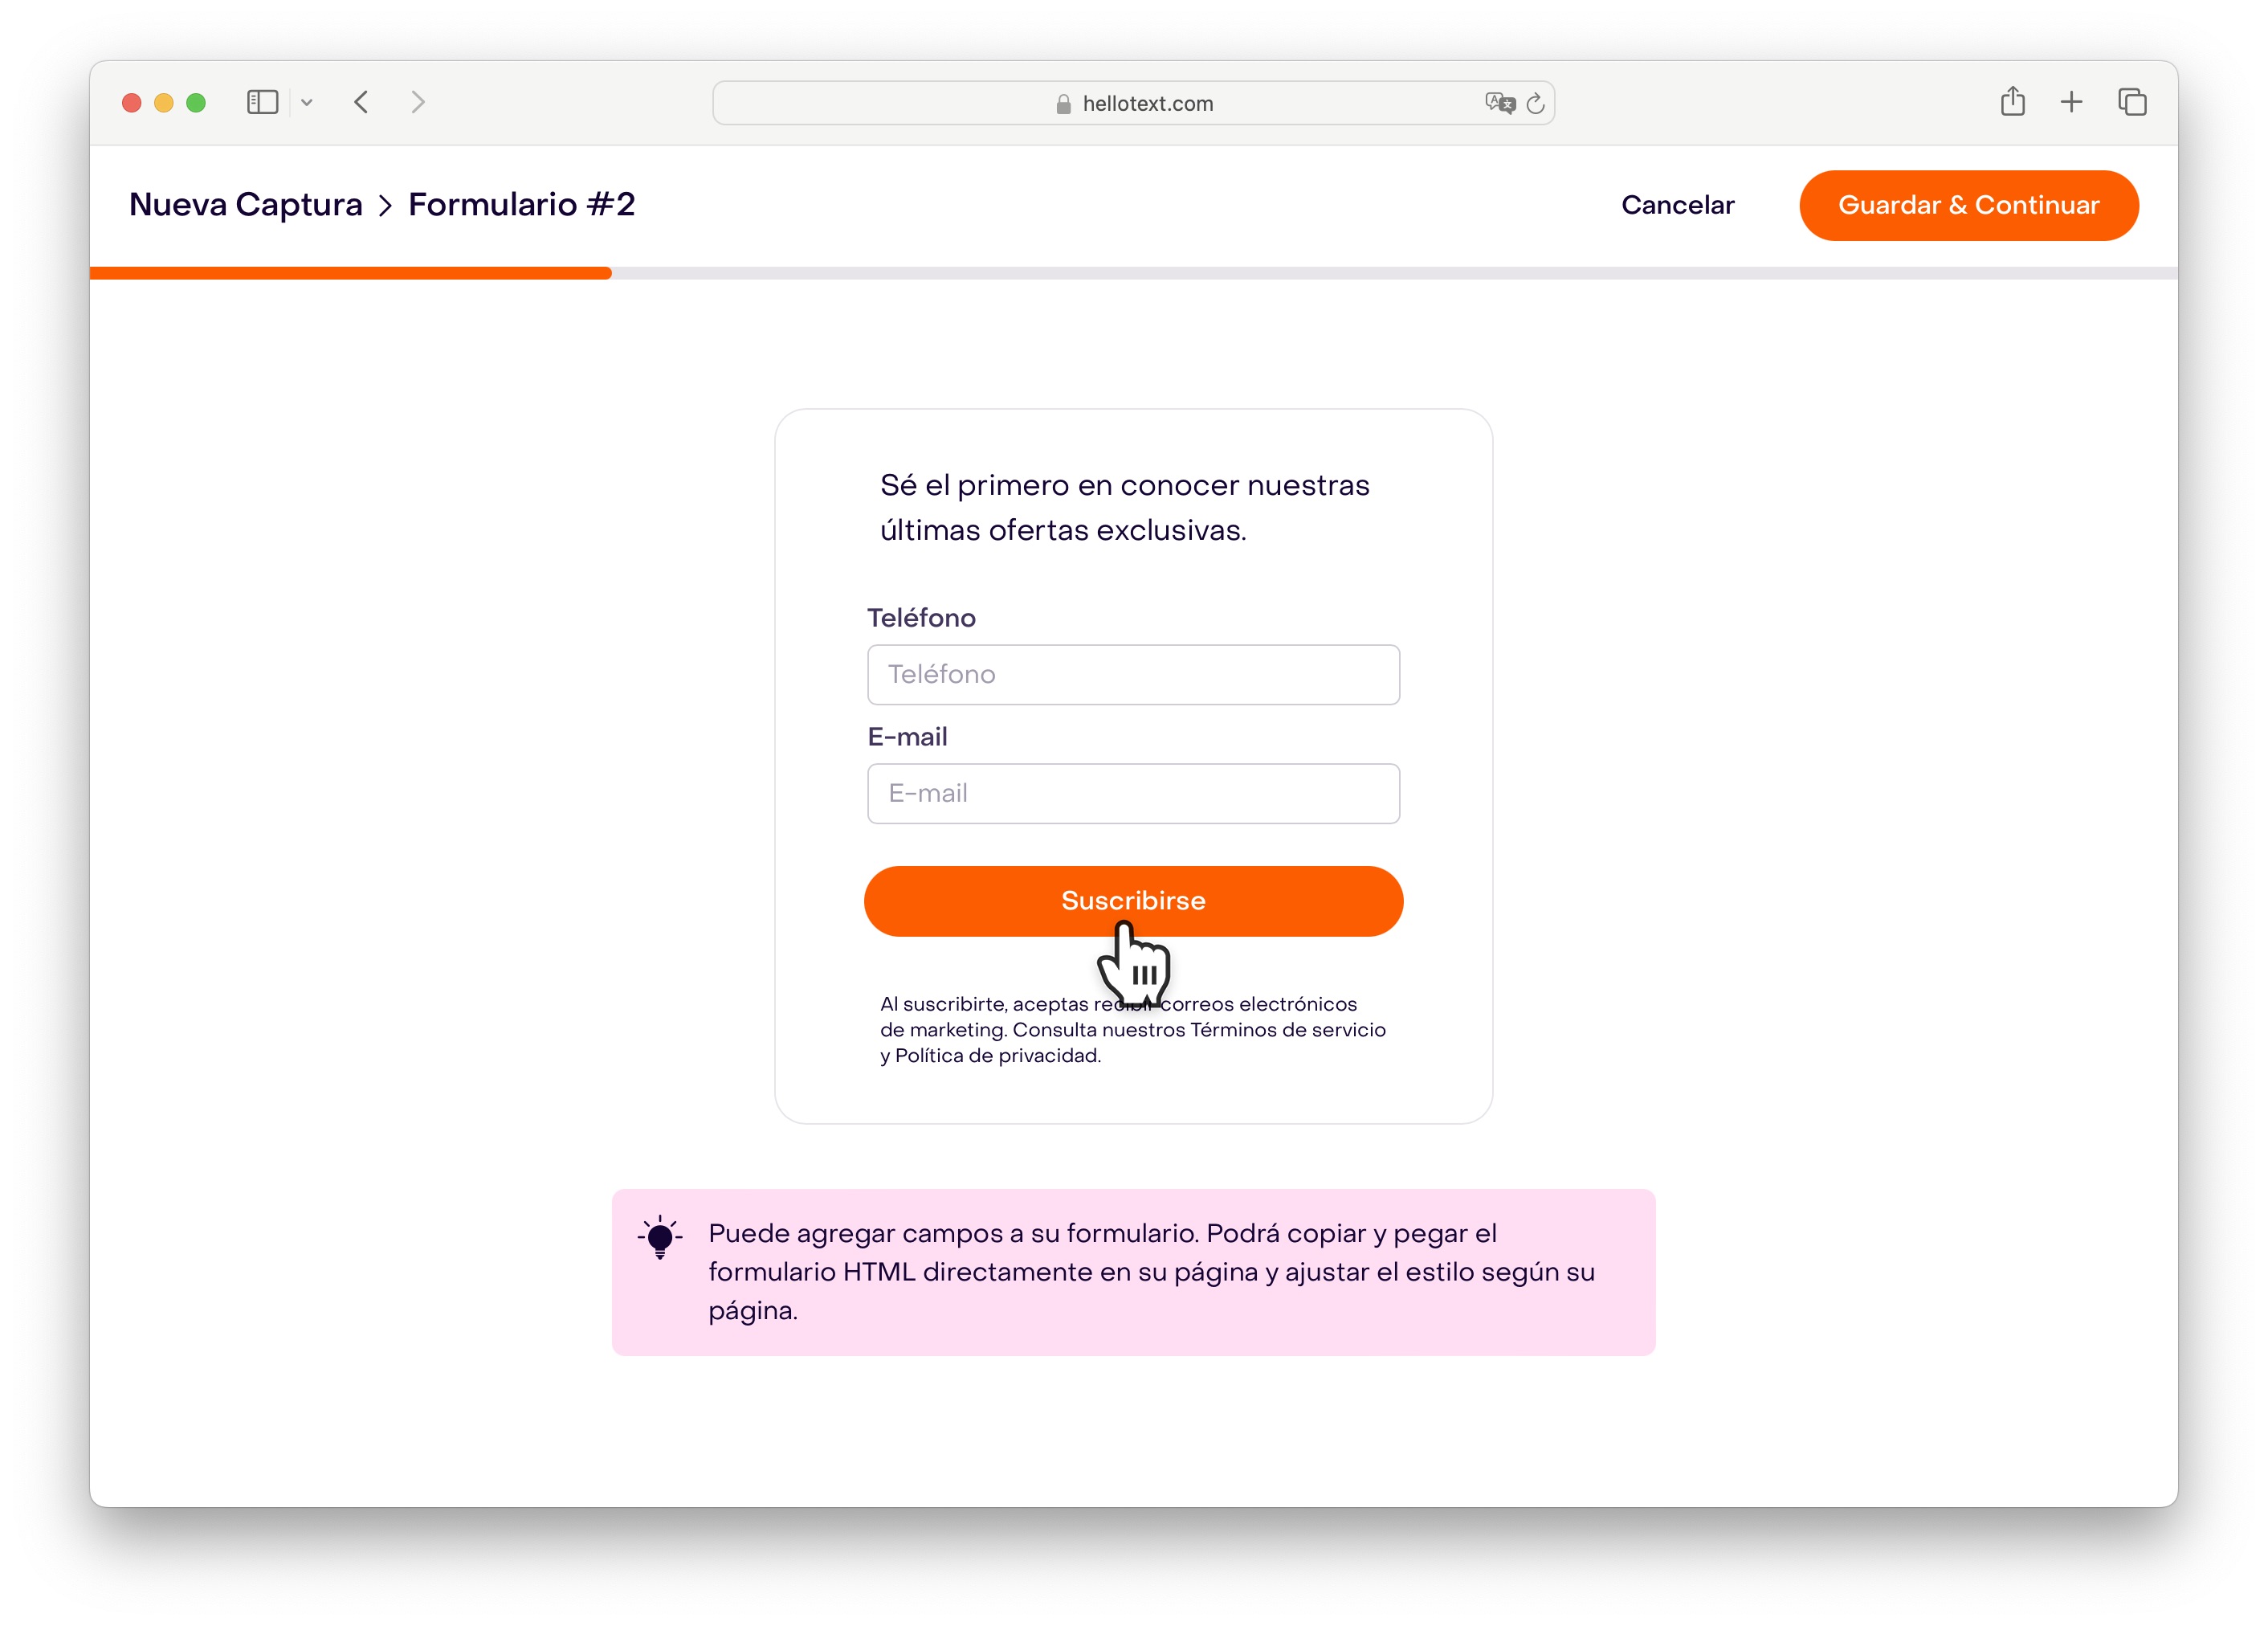 hellotext.com
Nueva Captura > Formulario #2
Cancelar
Guardar & Continuar
Sé el primero en conocer nuestras
últimas ofertas exclusivas.
Teléfono
Teléfono
E-mail
E-mail
Suscribirse
Al suscribirte, aceptas recibir correos electrónicos
de marketing. Consulta nuestros Términos de servicio
y Política de privacidad.
Puede agregar campos a su formulario. Podrá copiar y pegar el
formulario HTML directamente en su página y ajustar el estilo según su
página.